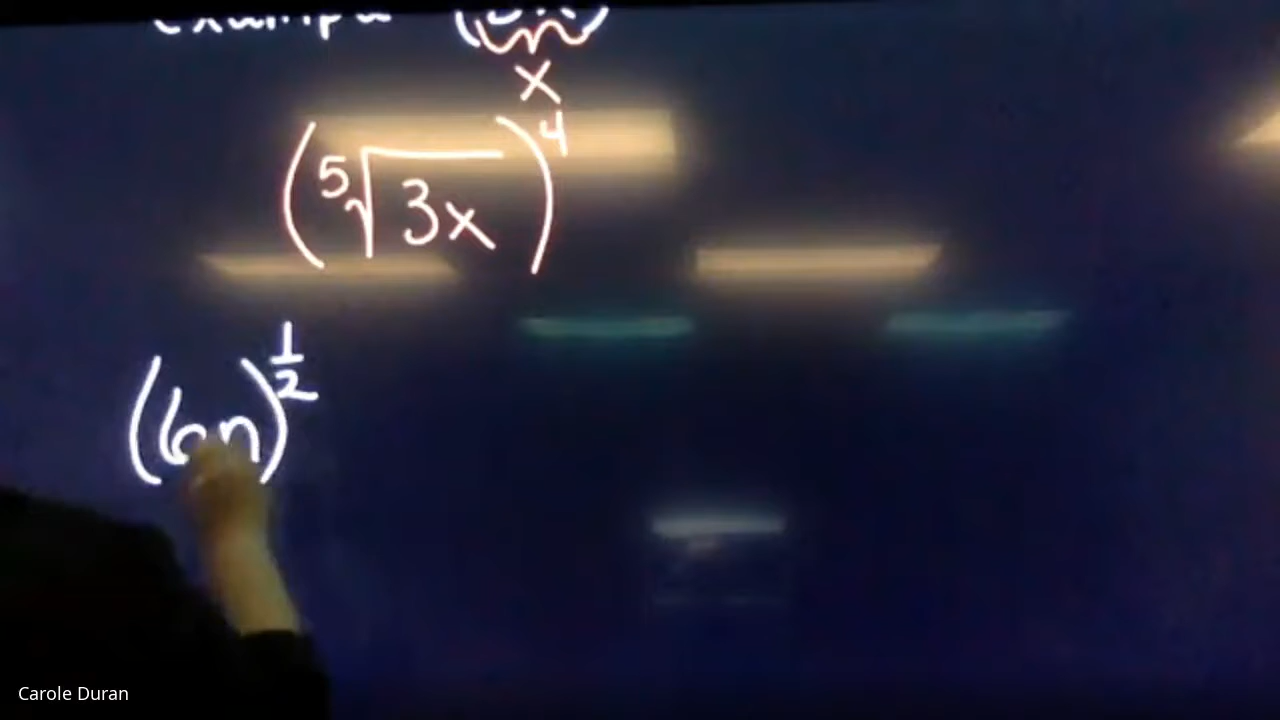 x
(⁵√3x)⁴
(6n)^1/2
Carole Duran